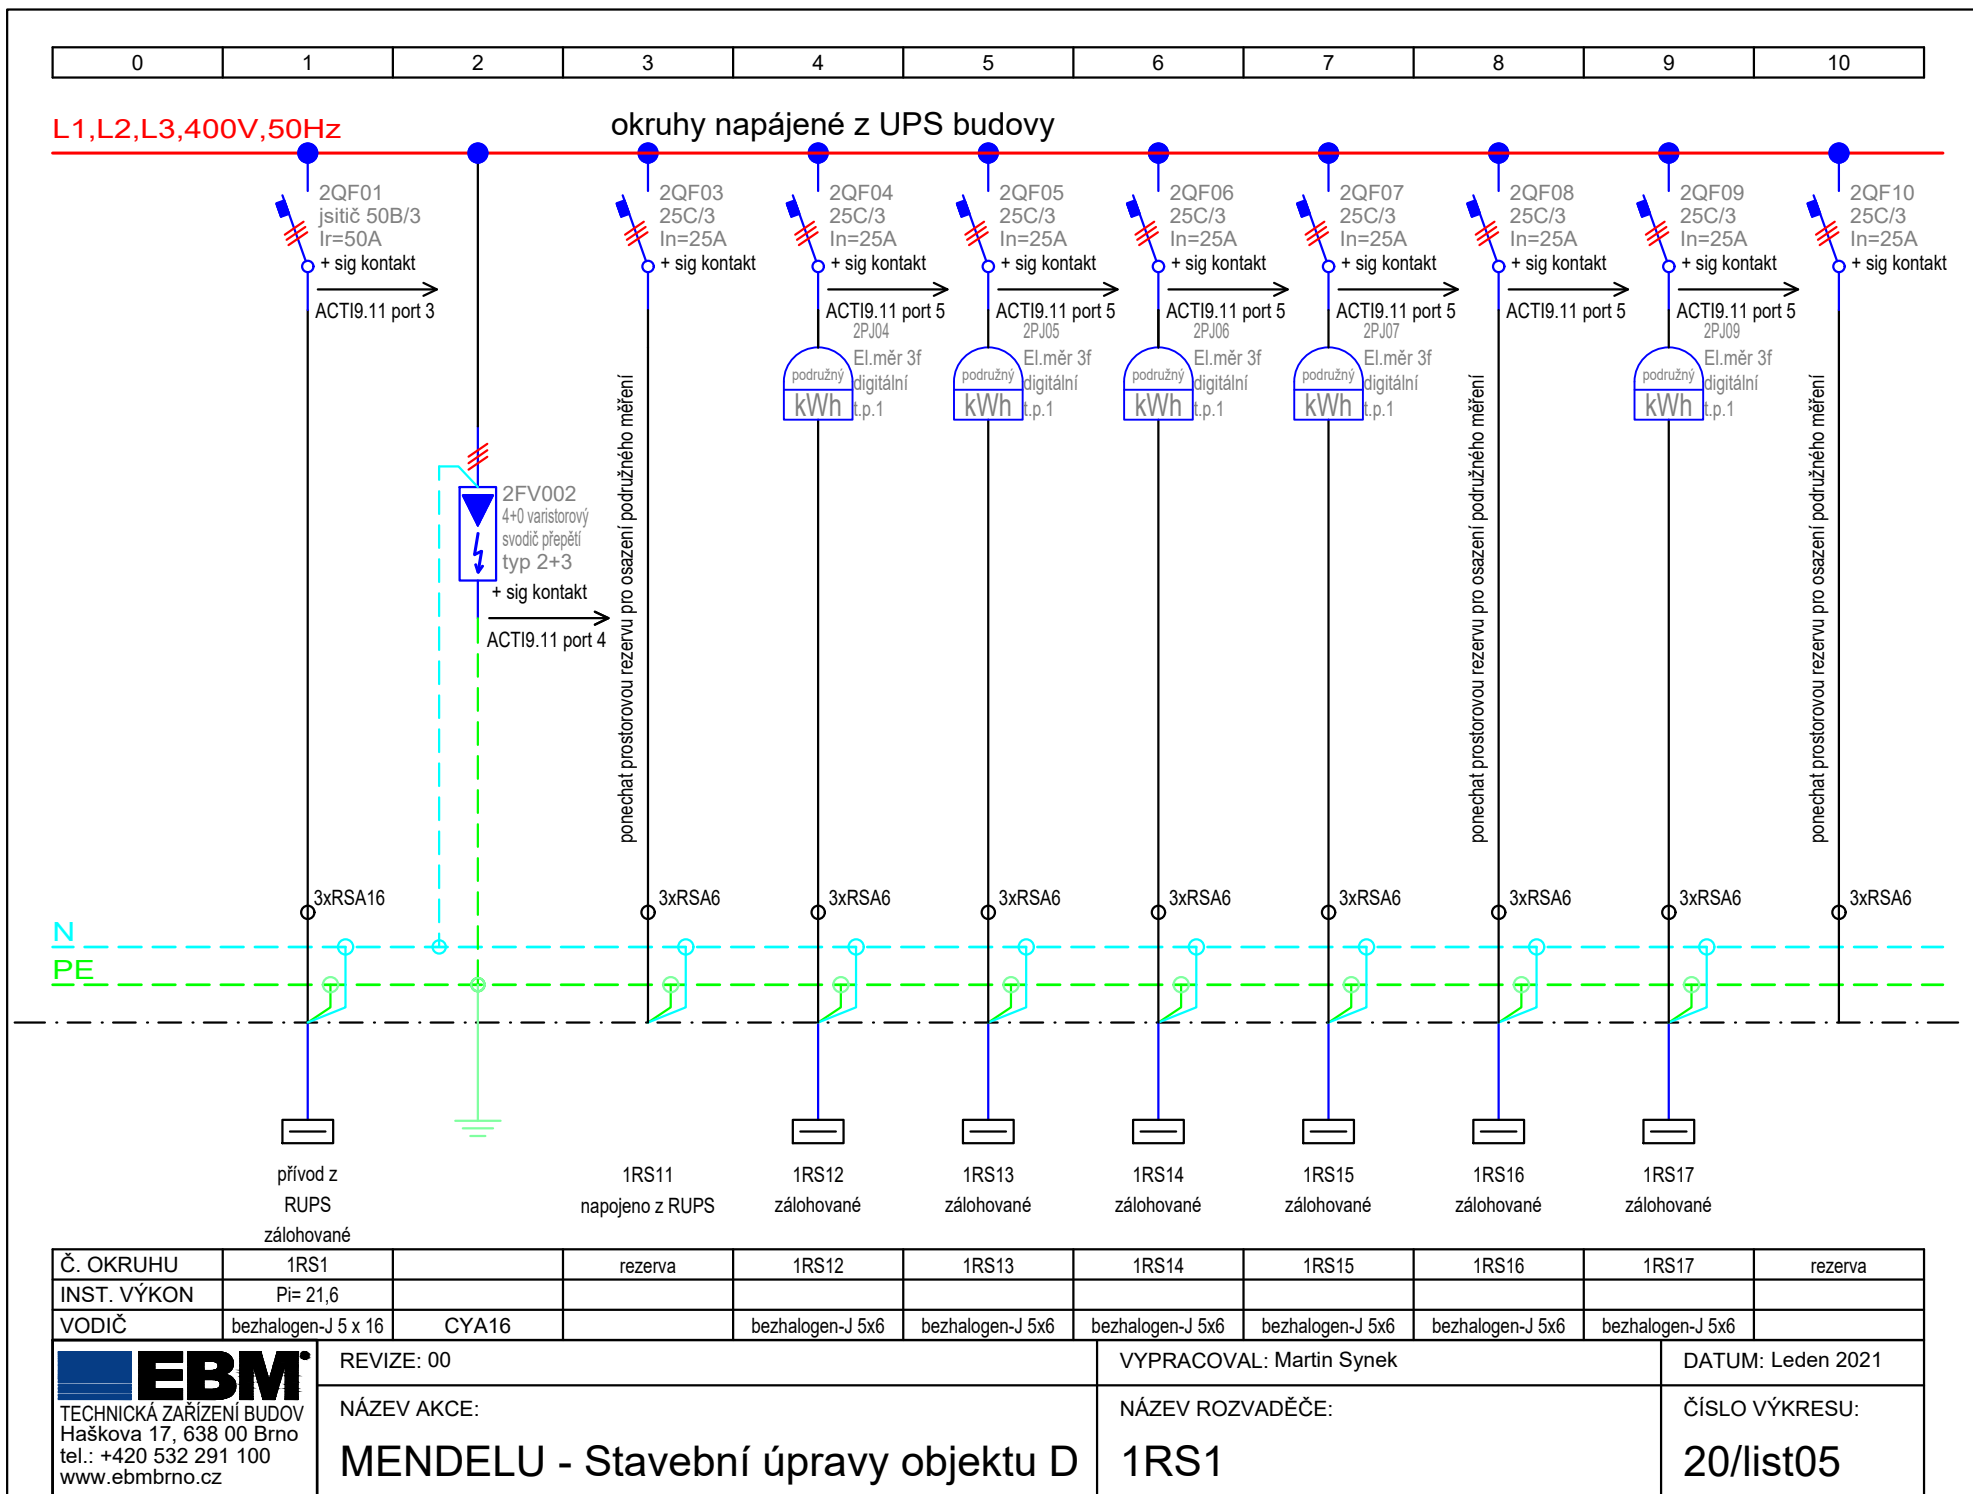 0 1 2 3 4 5 6 7 8 9 10
L1,L2,L3,400V,50Hz
okruhy napájené z UPS budovy
2QF01
jsitič 50B/3
Ir=50A
+ sig kontakt
ACTI9.11 port 3
2FV002
4+0 varistorový
svodič přepětí
typ 2+3
+ sig kontakt
ACTI9.11 port 4
2QF03
25C/3
In=25A
+ sig kontakt
ponechat prostorovou rezervu pro osazení podružného měření
2QF04
25C/3
In=25A
+ sig kontakt
ACTI9.11 port 5
2PJ04
El.měr 3f
digitální
t.p.1
podružný
kWh
2QF05
25C/3
In=25A
+ sig kontakt
ACTI9.11 port 5
2PJ05
El.měr 3f
digitální
t.p.1
podružný
kWh
2QF06
25C/3
In=25A
+ sig kontakt
ACTI9.11 port 5
2PJ06
El.měr 3f
digitální
t.p.1
podružný
kWh
2QF07
25C/3
In=25A
+ sig kontakt
ACTI9.11 port 5
2PJ07
El.měr 3f
digitální
t.p.1
podružný
kWh
2QF08
25C/3
In=25A
+ sig kontakt
ACTI9.11 port 5
ponechat prostorovou rezervu pro osazení podružného měření
2QF09
25C/3
In=25A
+ sig kontakt
ACTI9.11 port 5
2PJ09
El.měr 3f
digitální
t.p.1
podružný
kWh
2QF10
25C/3
In=25A
+ sig kontakt
ponechat prostorovou rezervu pro osazení podružného měření
3xRSA16 3xRSA6 3xRSA6 3xRSA6 3xRSA6 3xRSA6 3xRSA6 3xRSA6 3xRSA6
N
PE
přívod z
RUPS
zálohované
1RS11
napojeno z RUPS
1RS12
zálohované
1RS13
zálohované
1RS14
zálohované
1RS15
zálohované
1RS16
zálohované
1RS17
zálohované
Č. OKRUHU 1RS1 rezerva 1RS12 1RS13 1RS14 1RS15 1RS16 1RS17 rezerva
INST. VÝKON Pi= 21,6
VODIČ bezhalogen-J 5 x 16 CYA16 bezhalogen-J 5x6 bezhalogen-J 5x6 bezhalogen-J 5x6 bezhalogen-J 5x6 bezhalogen-J 5x6 bezhalogen-J 5x6
EBM
TECHNICKÁ ZAŘÍZENÍ BUDOV
Haškova 17, 638 00 Brno
tel.: +420 532 291 100
www.ebmbrno.cz
REVIZE: 00
VYPRACOVAL: Martin Synek
DATUM: Leden 2021
NÁZEV AKCE:
MENDELU - Stavební úpravy objektu D
NÁZEV ROZVADĚČE:
1RS1
ČÍSLO VÝKRESU:
20/list05